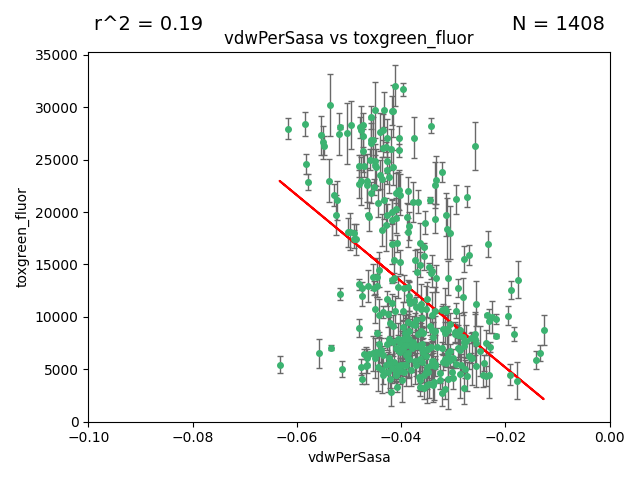 r^2 = 0.19
N = 1408
vdwPerSasa vs toxgreen_fluor
35000
30000
25000
20000
15000
10000
5000
0
toxgreen_fluor
−0.10
−0.08
−0.06
−0.04
−0.02
0.00
vdwPerSasa